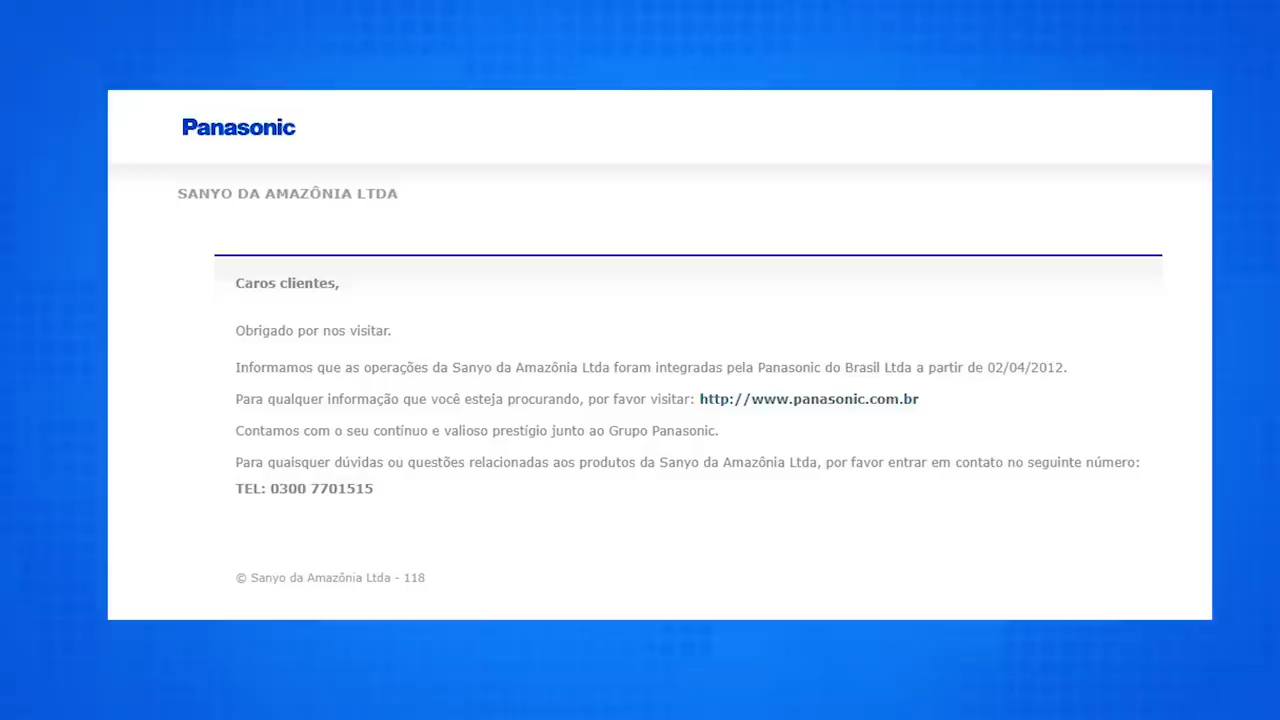 Panasonic
SANYO DA AMAZÔNIA LTDA
Caros clientes,
Obrigado por nos visitar.
Informamos que as operações da Sanyo da Amazônia Ltda foram integradas pela Panasonic do Brasil Ltda a partir de 02/04/2012.
Para qualquer informação que você esteja procurando, por favor visitar: http://www.panasonic.com.br
Contamos com o seu contínuo e valioso prestígio junto ao Grupo Panasonic.
Para quaisquer dúvidas ou questões relacionadas aos produtos da Sanyo da Amazônia Ltda, por favor entrar em contato no seguinte número:
TEL: 0300 7701515
© Sanyo da Amazônia Ltda - 118